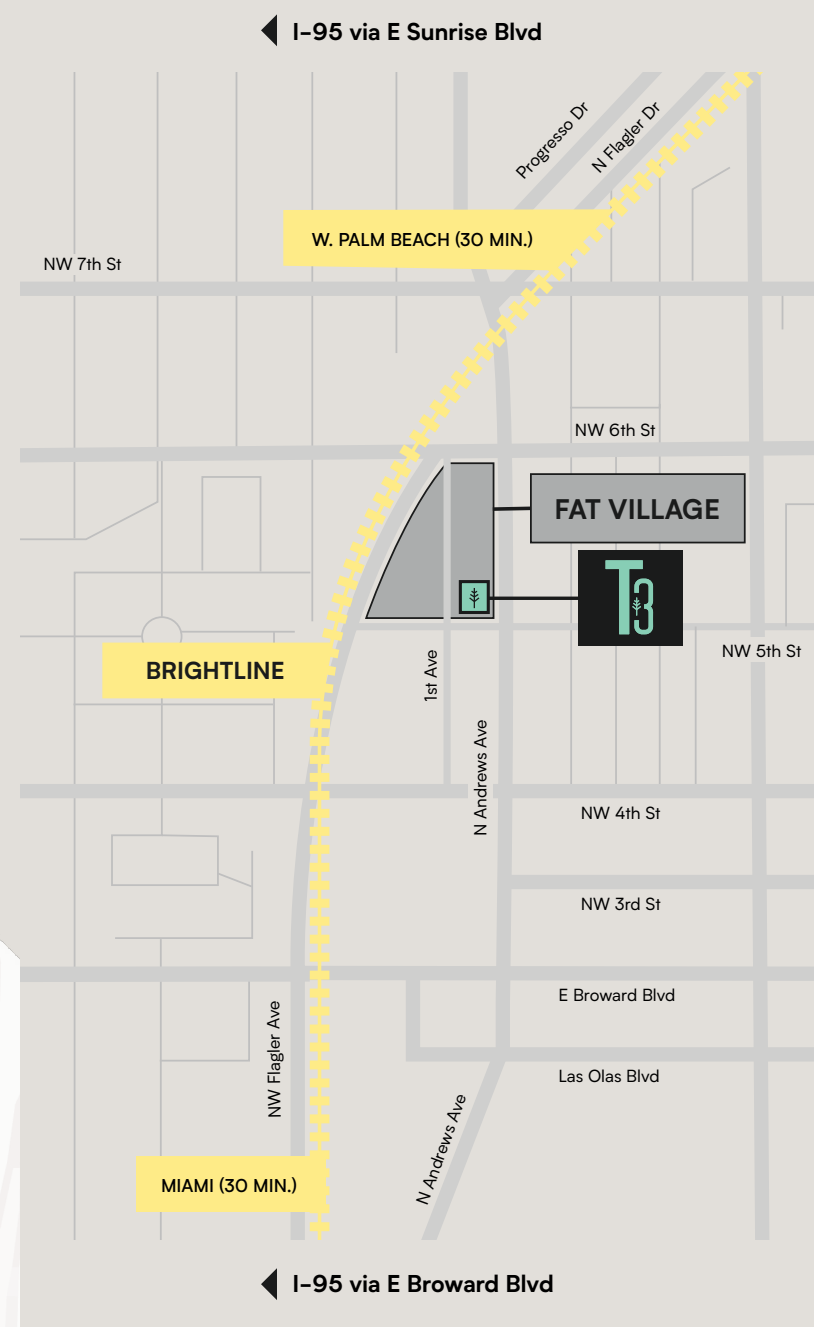 I-95 via E Sunrise Blvd
Progresso Dr
N Flagler Dr
W. PALM BEACH (30 MIN.)
NW 7th St
NW 6th St
FAT VILLAGE
T3
BRIGHTLINE
NW 5th St
1st Ave
N Andrews Ave
NW 4th St
NW 3rd St
E Broward Blvd
NW Flagler Ave
Las Olas Blvd
N Andrews Ave
MIAMI (30 MIN.)
I-95 via E Broward Blvd